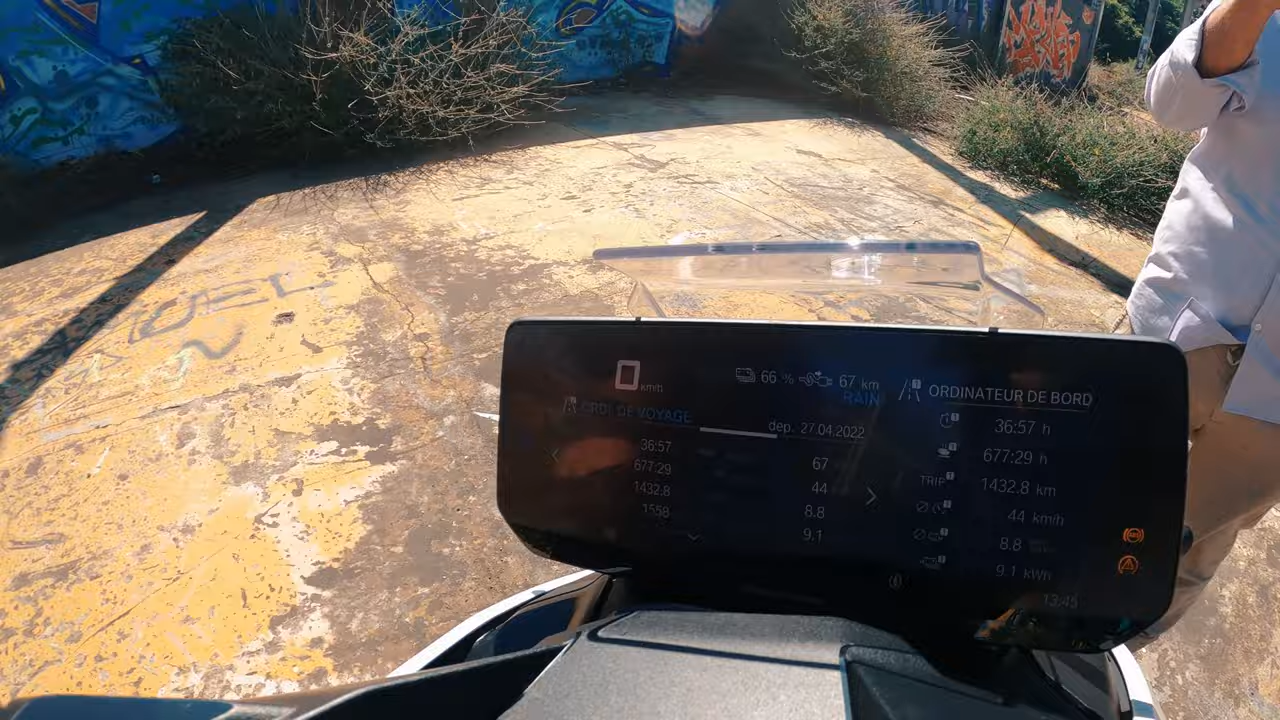 0 km/h
66 %
67 km
RAIN
ORDI DE VOYAGE
dep. 27.04.2022
36:57
677:29
67
1432.8
44
1558
8.8
9.1
ORDINATEUR DE BORD
36:57 h
677:29 h
TRIP 1432.8 km
44 km/h
8.8
9.1 kWh
13:45
ABS